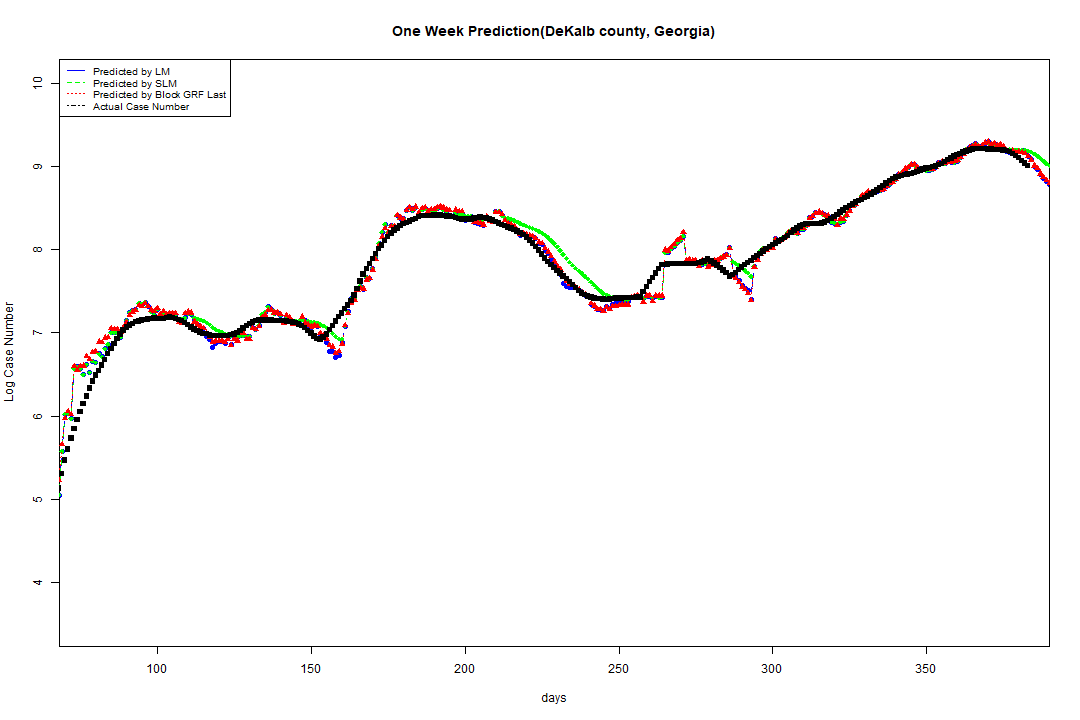 One Week Prediction(DeKalb county, Georgia)
Predicted by LM
Predicted by SLM
Predicted by Block GRF Last
Actual Case Number
10
9
8
7
6
5
4
Log Case Number
100 150 200 250 300 350
days